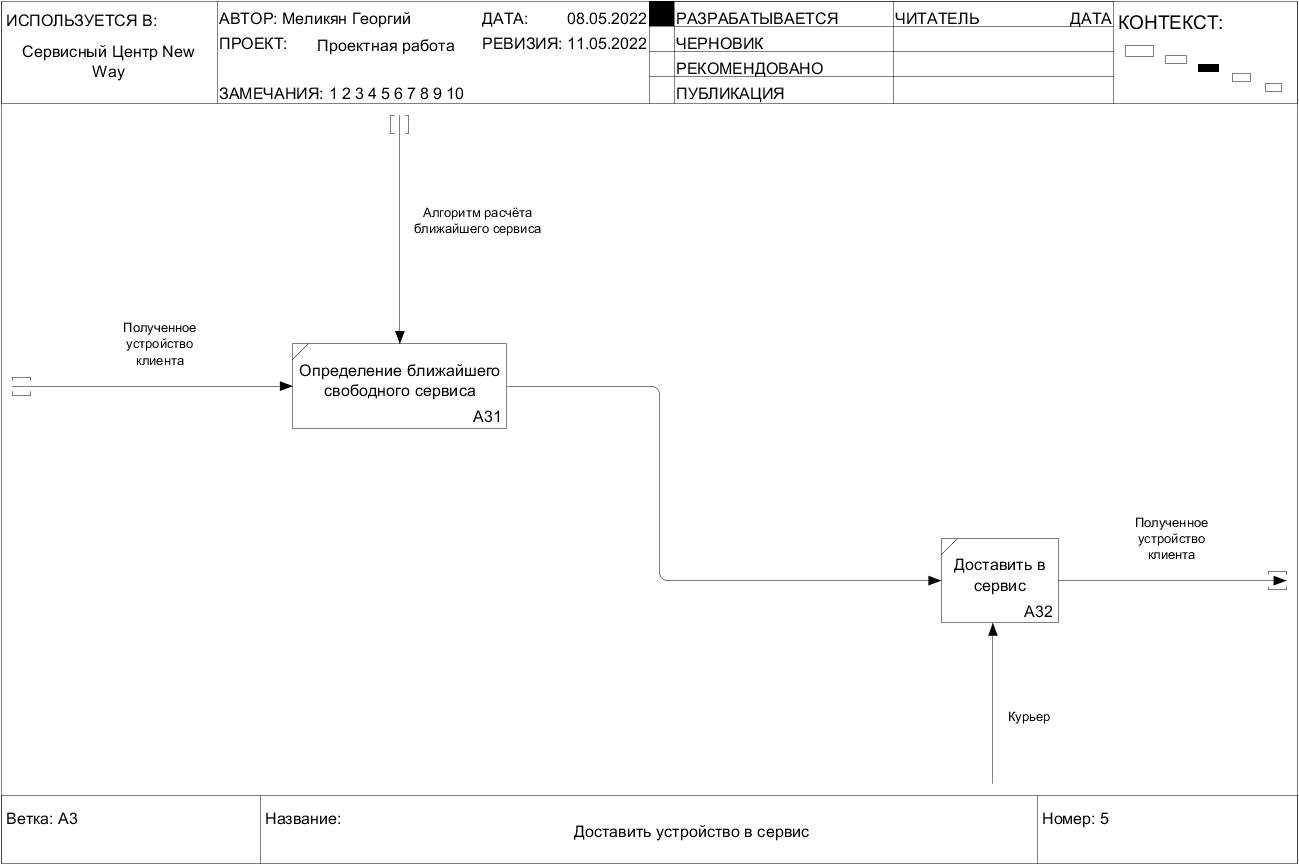 ИСПОЛЬЗУЕТСЯ В:
Сервисный Центр New
Way
АВТОР: Меликян Георгий
ДАТА: 08.05.2022
ПРОЕКТ: Проектная работа
РЕВИЗИЯ: 11.05.2022
ЗАМЕЧАНИЯ: 1 2 3 4 5 6 7 8 9 10
РАЗРАБАТЫВАЕТСЯ
ЧЕРНОВИК
РЕКОМЕНДОВАНО
ПУБЛИКАЦИЯ
ЧИТАТЕЛЬ ДАТА
КОНТЕКСТ:
Алгоритм расчёта
ближайшего сервиса
Полученное
устройство
клиента
Определение ближайшего
свободного сервиса
A31
Полученное
устройство
клиента
Доставить в
сервис
A32
Курьер
Ветка: A3
Название:
Доставить устройство в сервис
Номер: 5